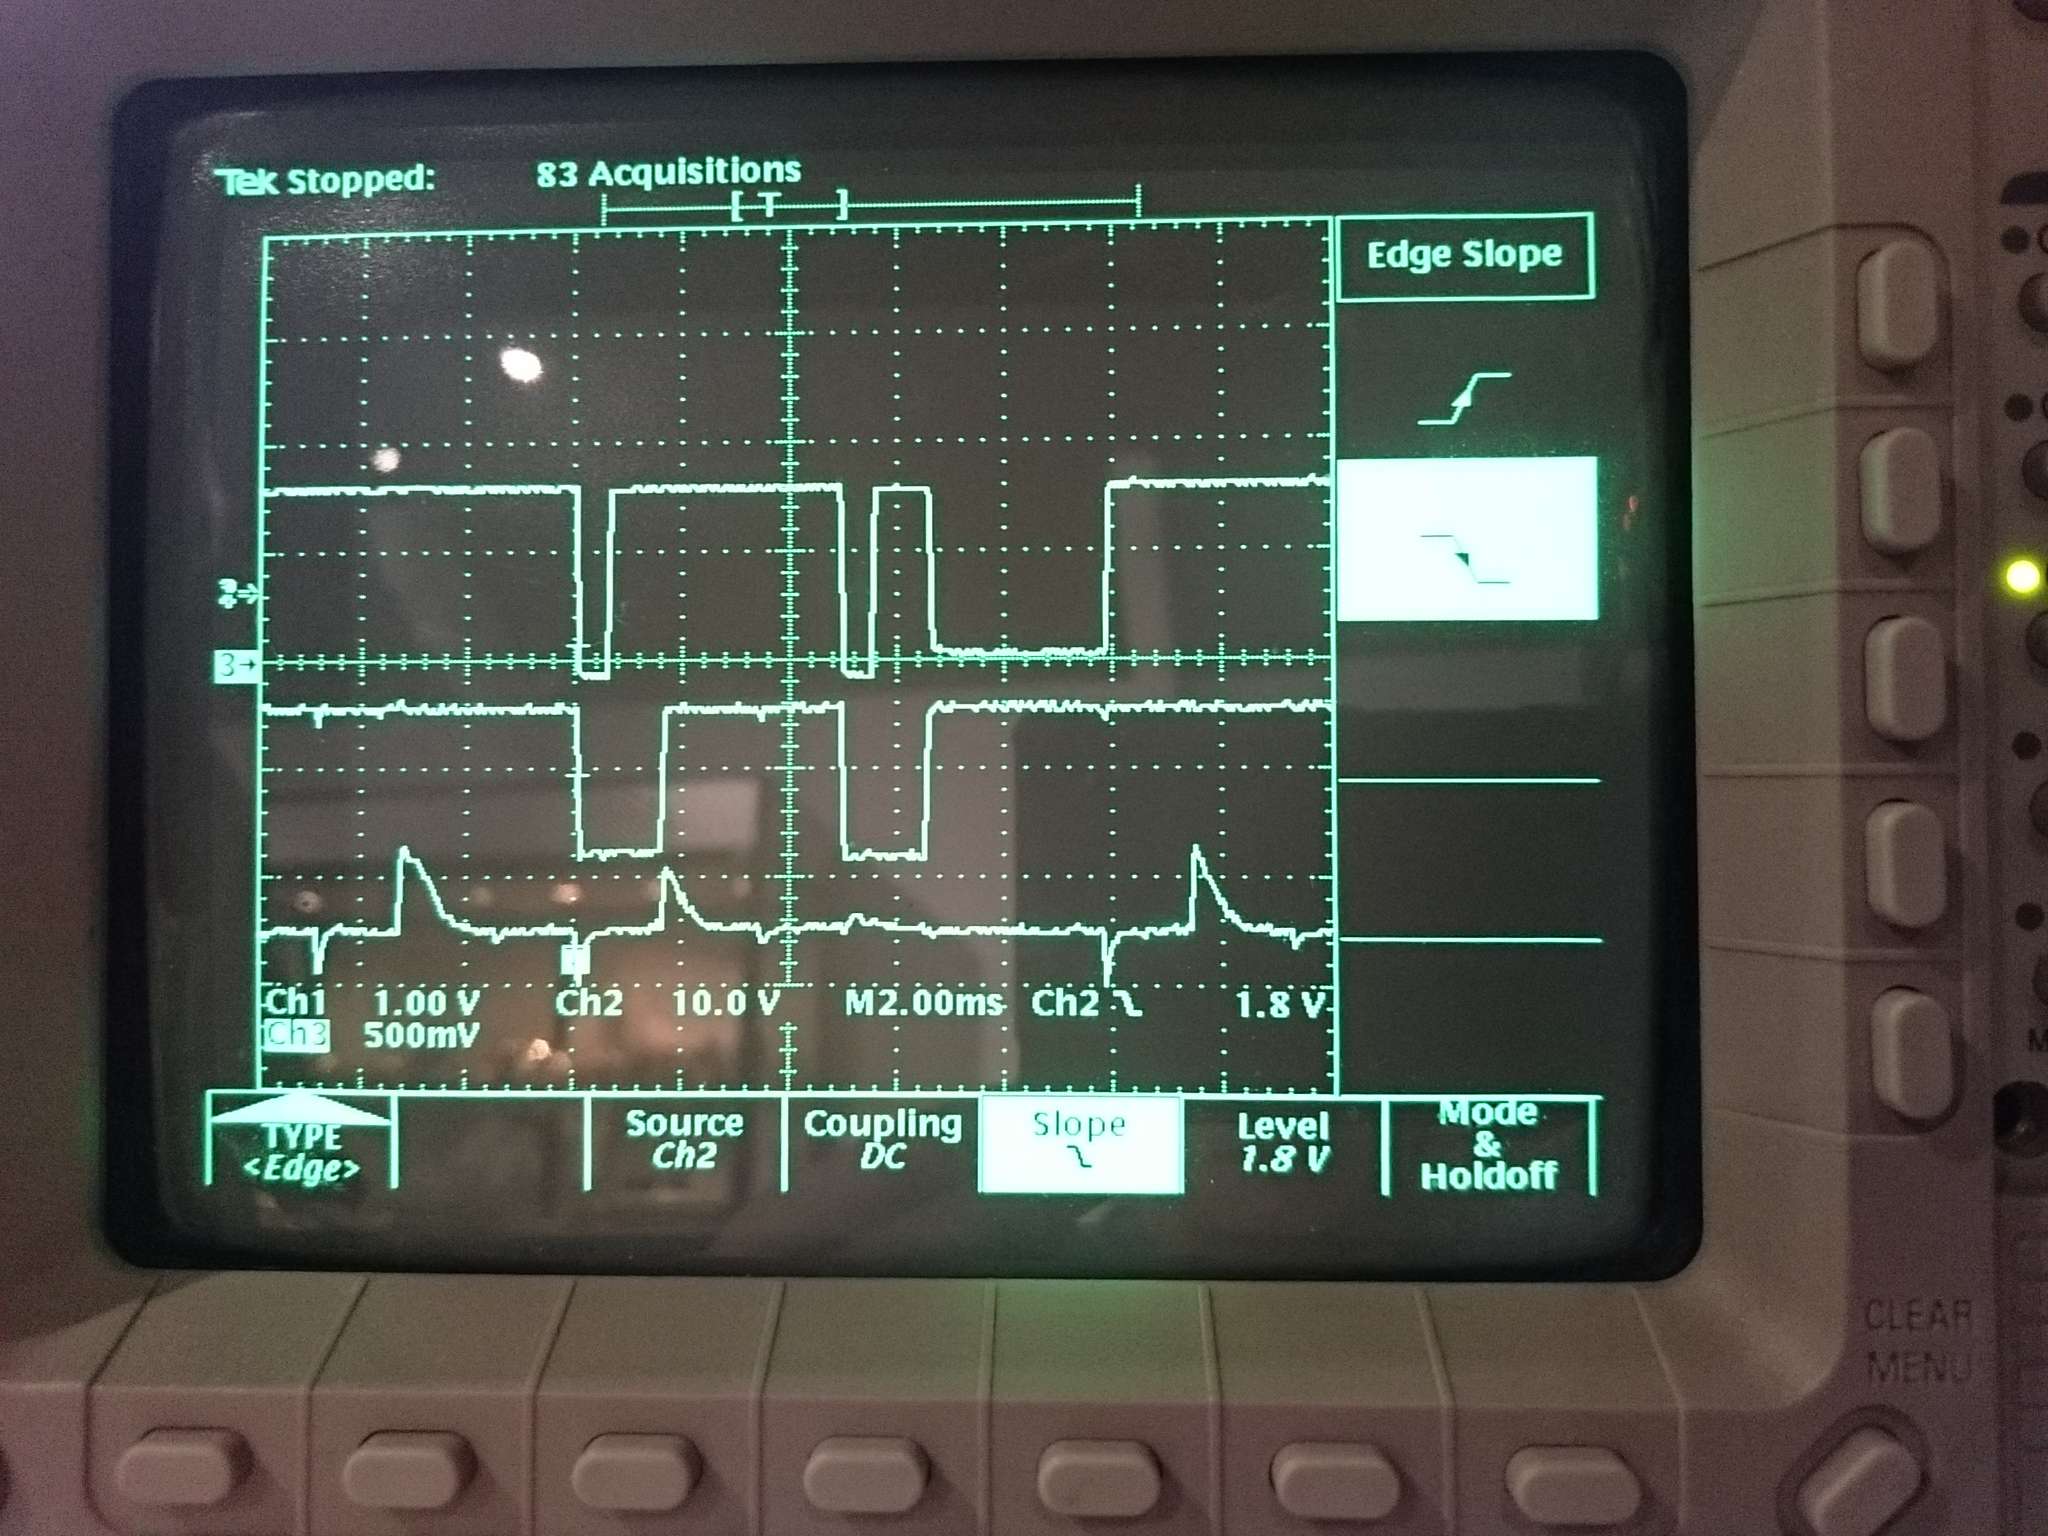 Tek Stopped: 83 Acquisitions
[ T ]
Edge Slope
3→
Ch1 1.00 V Ch2 10.0 V M2.00ms Ch2 1.8 V
Ch3 500mV
TYPE
<Edge>
Source
Ch2
Coupling
DC
Slope
Level
1.8 V
Mode
&
Holdoff
CLEAR
MENU